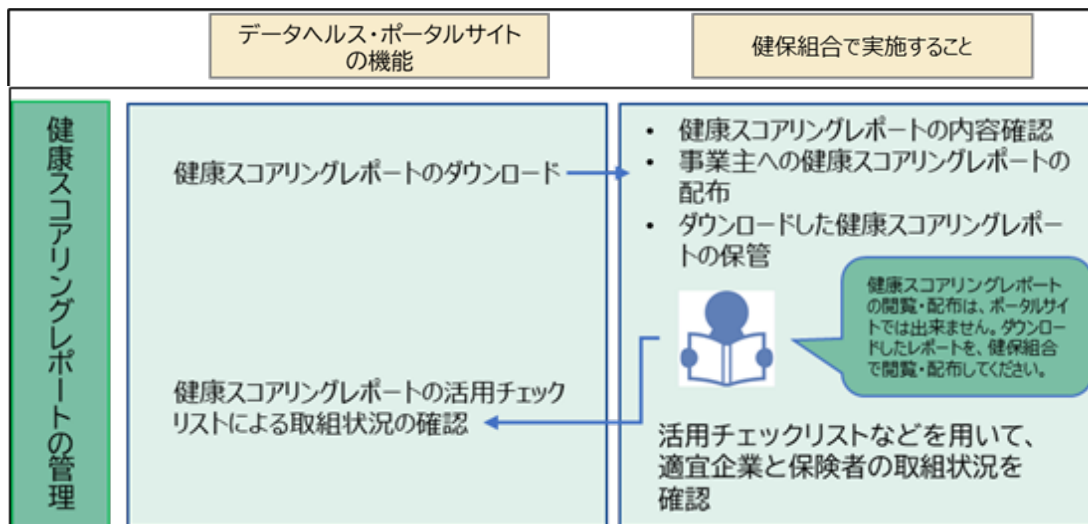 データヘルス・ポータルサイト
の機能
健保組合で実施すること
健康スコアリングレポートの管理
健康スコアリングレポートのダウンロード
• 健康スコアリングレポートの内容確認
• 事業主への健康スコアリングレポートの
配布
• ダウンロードした健康スコアリングレポー
トの保管
健康スコアリングレポート
の閲覧・配布は、ポータルサイ
トでは出来ません。ダウンロー
ドしたレポートを、健保組合
で閲覧・配布してください。
健康スコアリングレポートの活用チェック
リストによる取組状況の確認
活用チェックリストなどを用いて、
適宜企業と保険者の取組状況を
確認